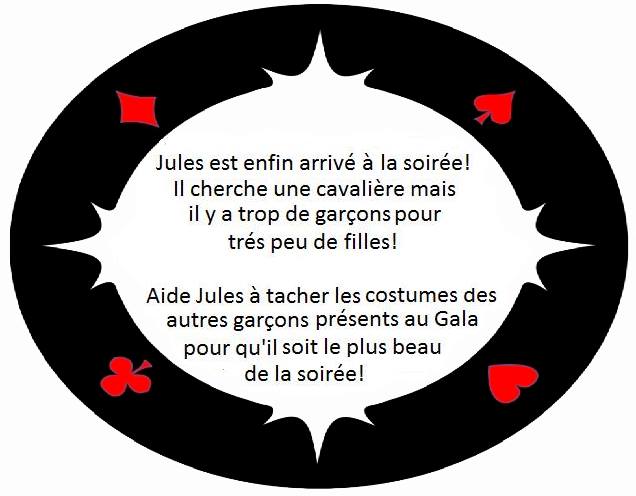 Jules est enfin arrivé à la soirée!
Il cherche une cavalière mais
il y a trop de garçons pour
trés peu de filles!
Aide Jules à tacher les costumes des
autres garçons présents au Gala
pour qu'il soit le plus beau
de la soirée!